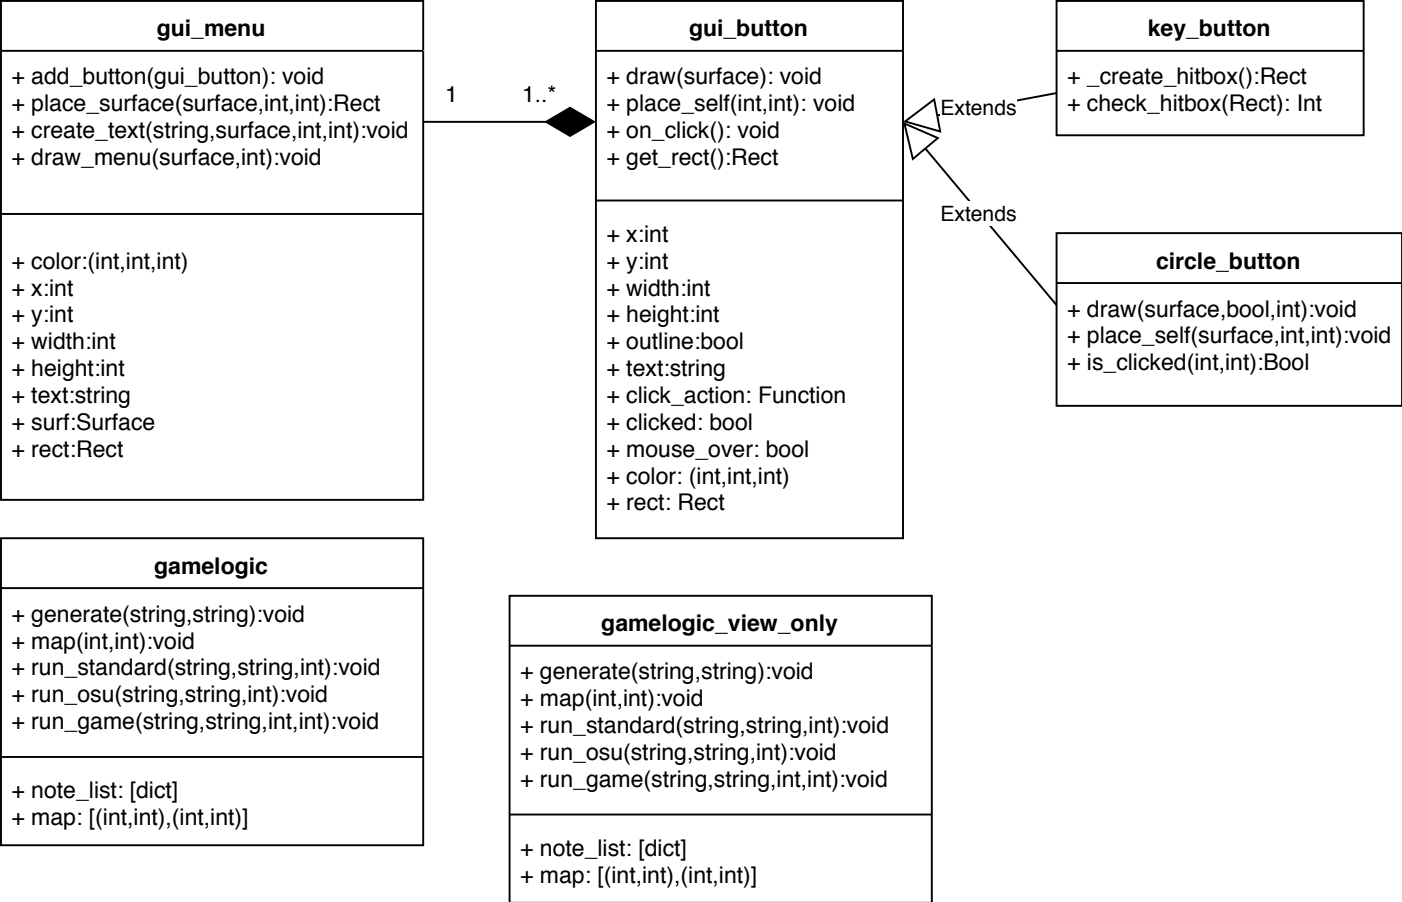 gui_menu
+ add_button(gui_button): void
+ place_surface(surface,int,int):Rect
+ create_text(string,surface,int,int):void
+ draw_menu(surface,int):void
+ color:(int,int,int)
+ x:int
+ y:int
+ width:int
+ height:int
+ text:string
+ surf:Surface
+ rect:Rect
1
1..*
gui_button
+ draw(surface): void
+ place_self(int,int): void
+ on_click(): void
+ get_rect():Rect
+ x:int
+ y:int
+ width:int
+ height:int
+ outline:bool
+ text:string
+ click_action: Function
+ clicked: bool
+ mouse_over: bool
+ color: (int,int,int)
+ rect: Rect
Extends
Extends
key_button
+ _create_hitbox():Rect
+ check_hitbox(Rect): Int
circle_button
+ draw(surface,bool,int):void
+ place_self(surface,int,int):void
+ is_clicked(int,int):Bool
gamelogic
+ generate(string,string):void
+ map(int,int):void
+ run_standard(string,string,int):void
+ run_osu(string,string,int):void
+ run_game(string,string,int,int):void
+ note_list: [dict]
+ map: [(int,int),(int,int)]
gamelogic_view_only
+ generate(string,string):void
+ map(int,int):void
+ run_standard(string,string,int):void
+ run_osu(string,string,int):void
+ run_game(string,string,int,int):void
+ note_list: [dict]
+ map: [(int,int),(int,int)]